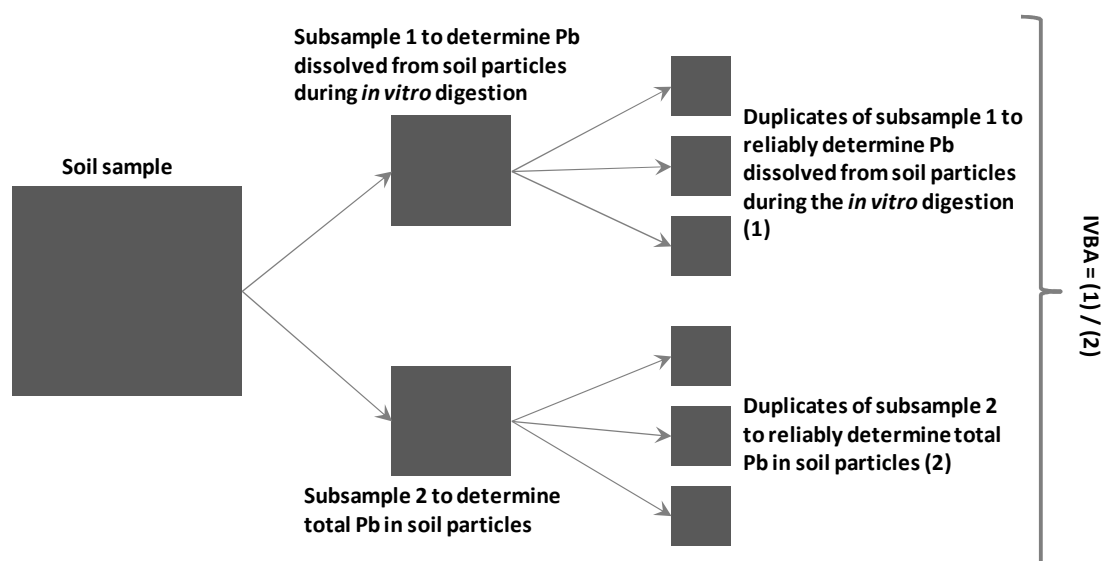 Soil sample
Subsample 1 to determine Pb
dissolved from soil particles
during in vitro digestion
Subsample 2 to determine
total Pb in soil particles
Duplicates of subsample 1 to
reliably determine Pb
dissolved from soil particles
during the in vitro digestion
(1)
Duplicates of subsample 2
to reliably determine total
Pb in soil particles (2)
IVBA = (1) / (2)